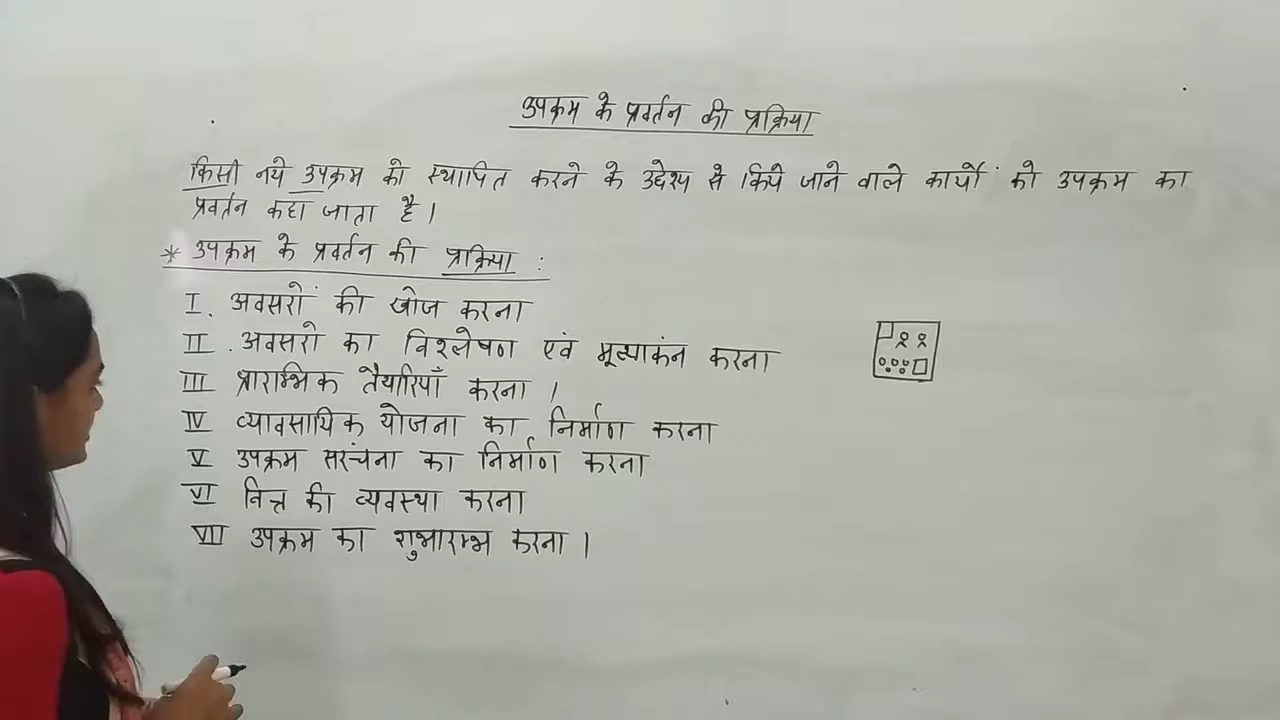 उपक्रम के प्रवर्तन की प्रक्रिया
किसी नये उपक्रम को स्थापित करने के उद्देश्य से किये जाने वाले कार्यों को उपक्रम का
प्रवर्तन कहा जाता है।
* उपक्रम के प्रवर्तन की प्रक्रिया :
I. अवसरों की खोज करना
II. अवसरो का विश्लेषण एवं मूल्याकंन करना
III प्रारम्भिक तैयारियाँ करना ।
IV व्यावसायिक योजना का निर्माण करना
V उपक्रम सरंचना का निर्माण करना
VI वित्त की व्यवस्था करना
VII उपक्रम का शुभारम्भ करना ।